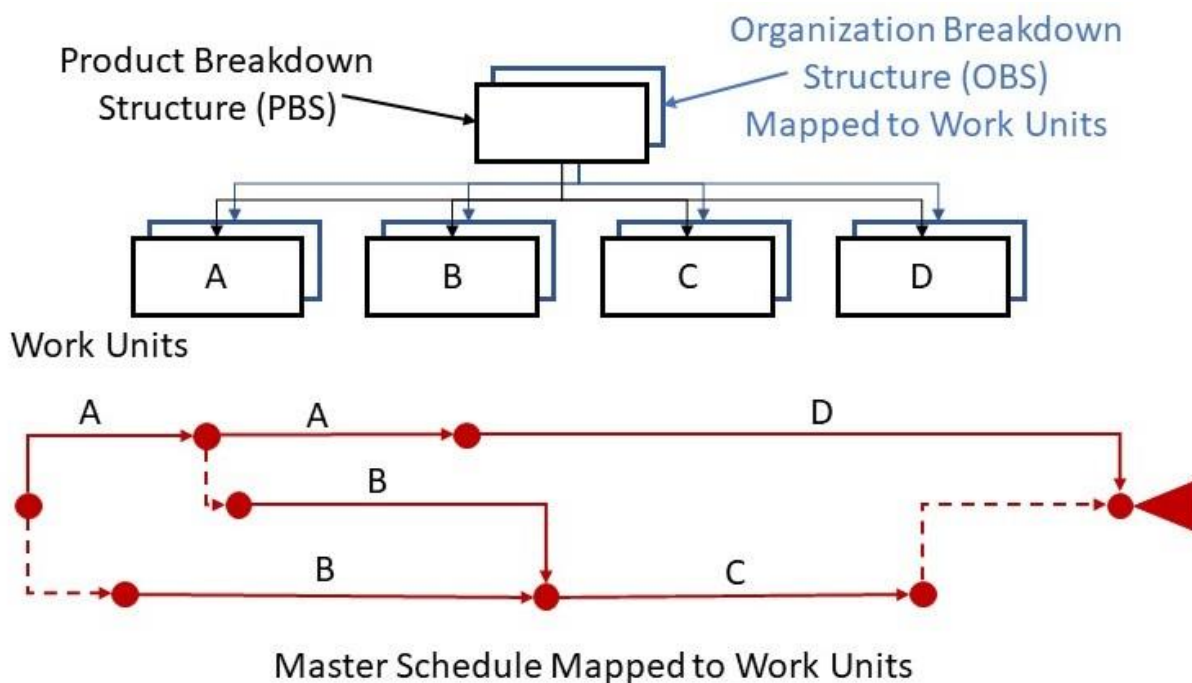 Product Breakdown
Structure (PBS)
Organization Breakdown
Structure (OBS)
Mapped to Work Units
A
B
C
D
Work Units
A
A
D
B
B
C
Master Schedule Mapped to Work Units